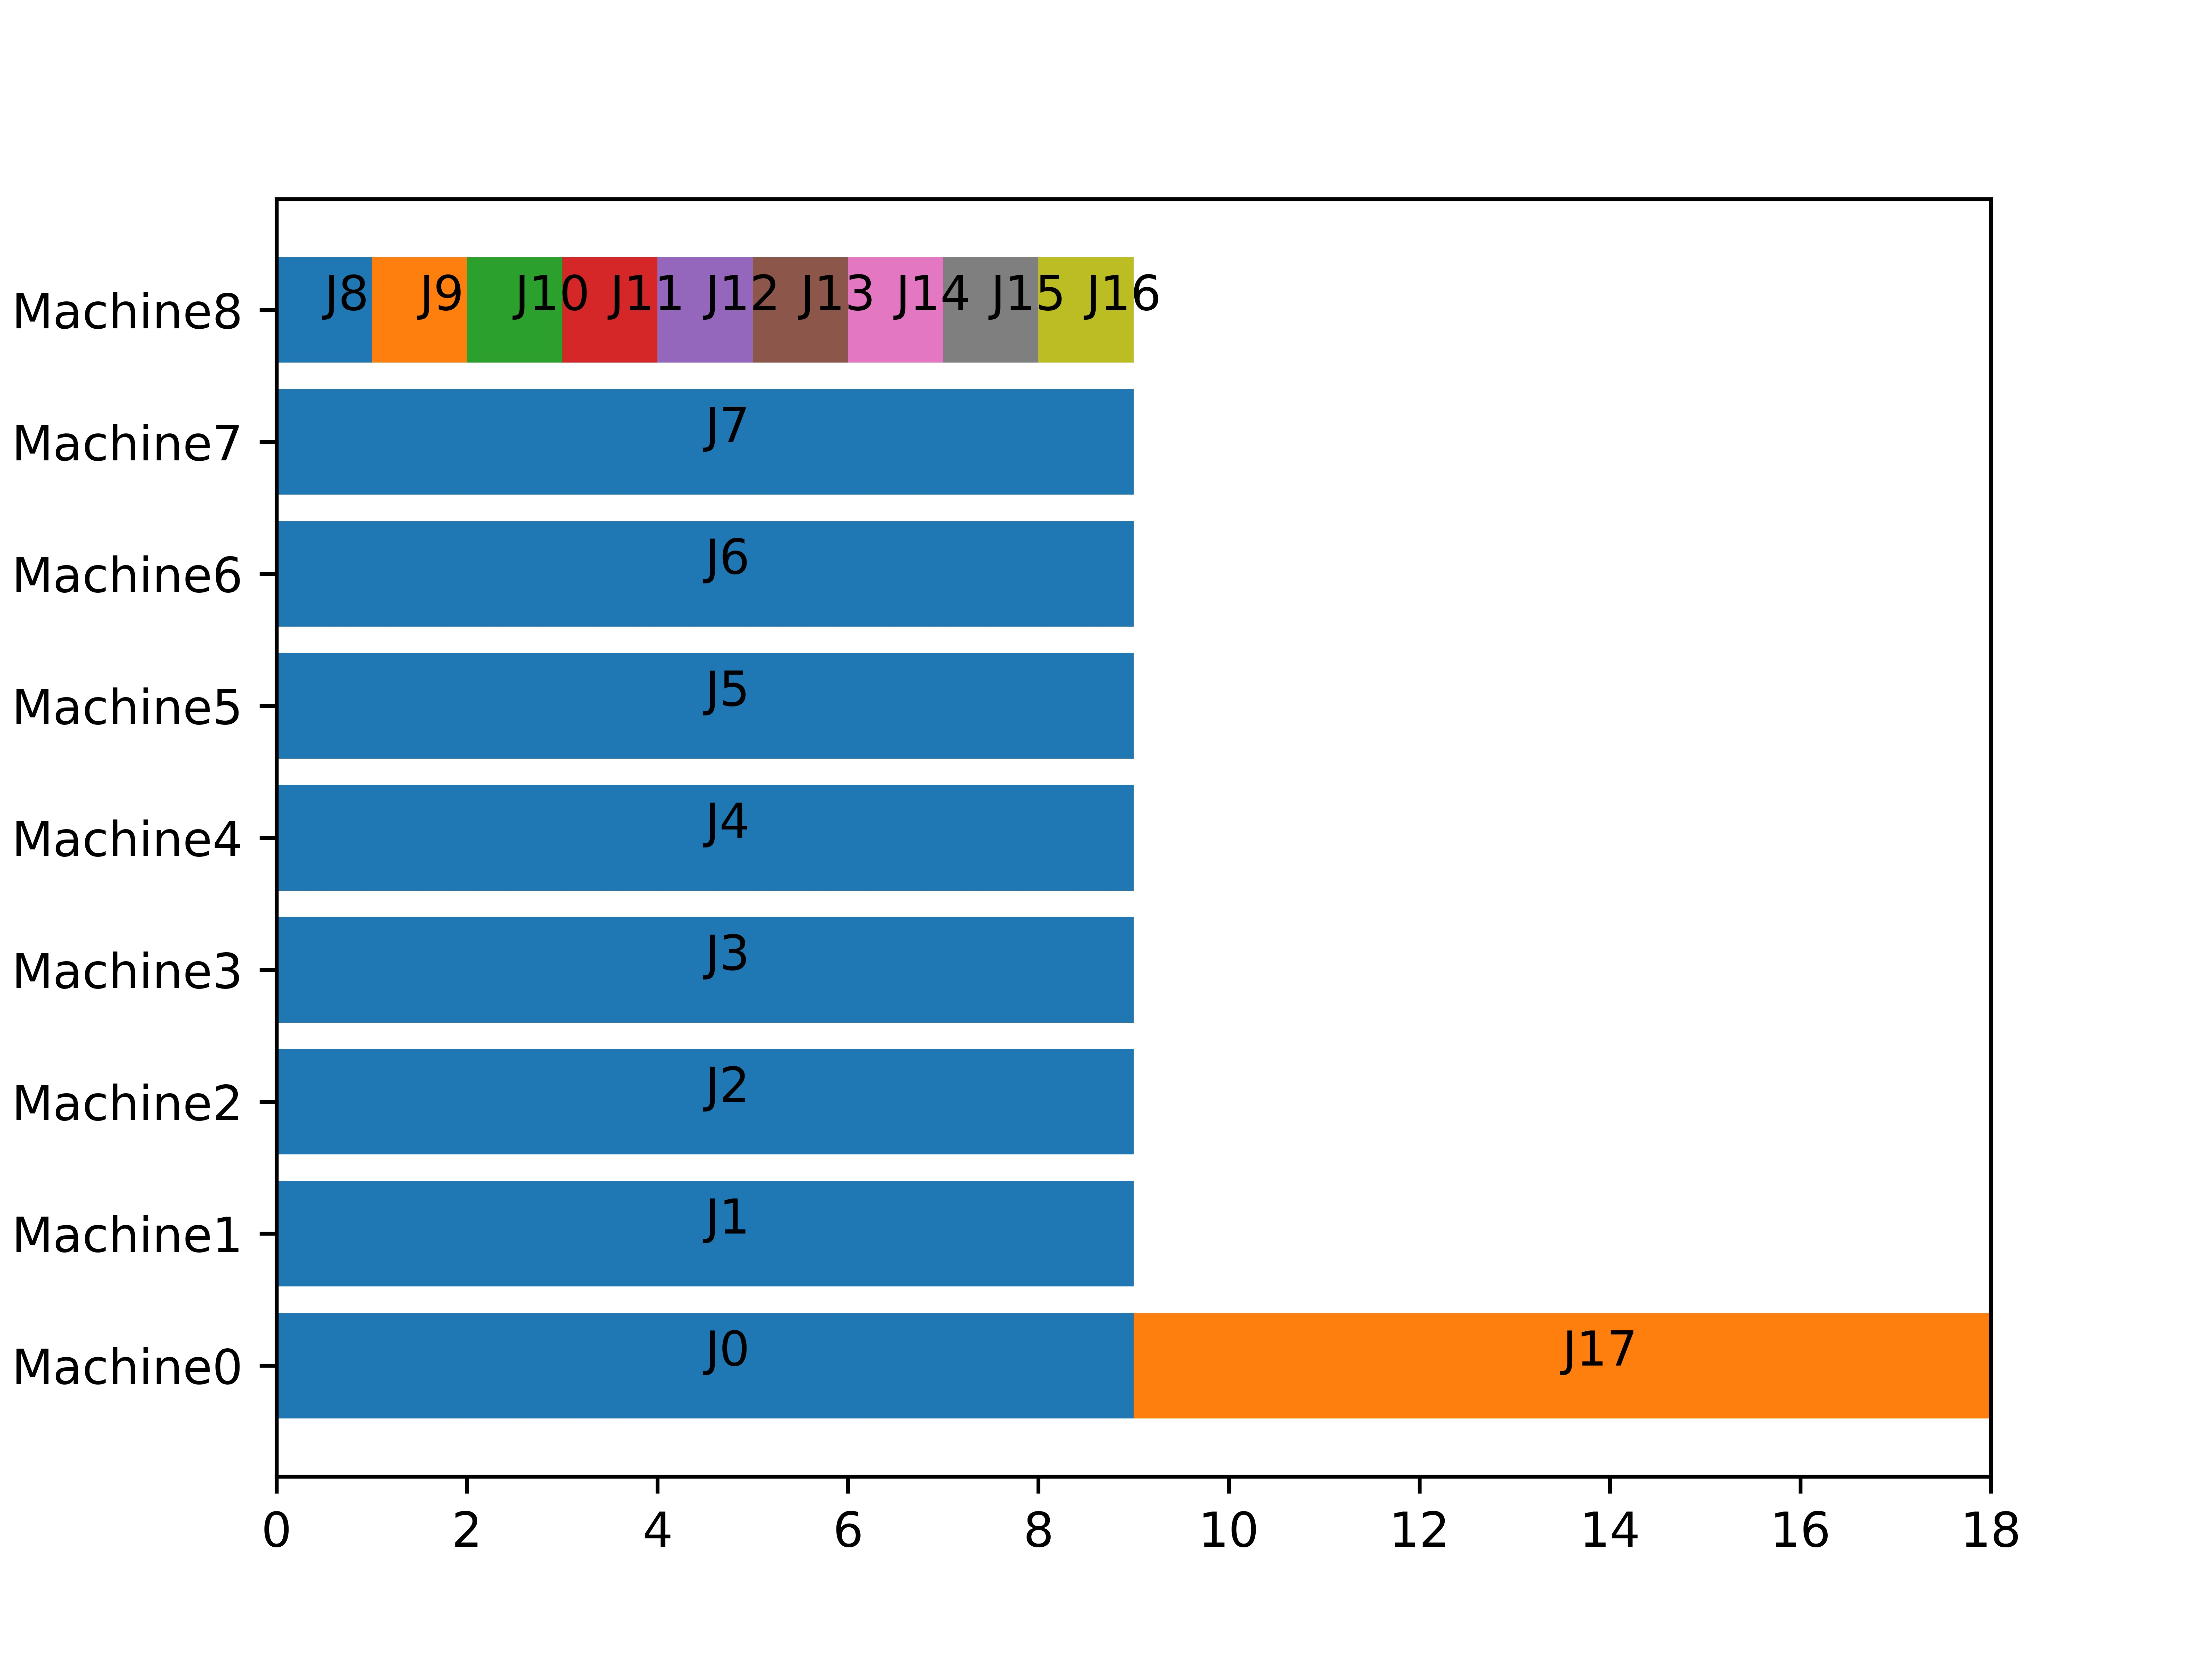 Machine8 J8 J9 J10 J11 J12 J13 J14 J15 J16
Machine7 J7
Machine6 J6
Machine5 J5
Machine4 J4
Machine3 J3
Machine2 J2
Machine1 J1
Machine0 J0 J17
0 2 4 6 8 10 12 14 16 18